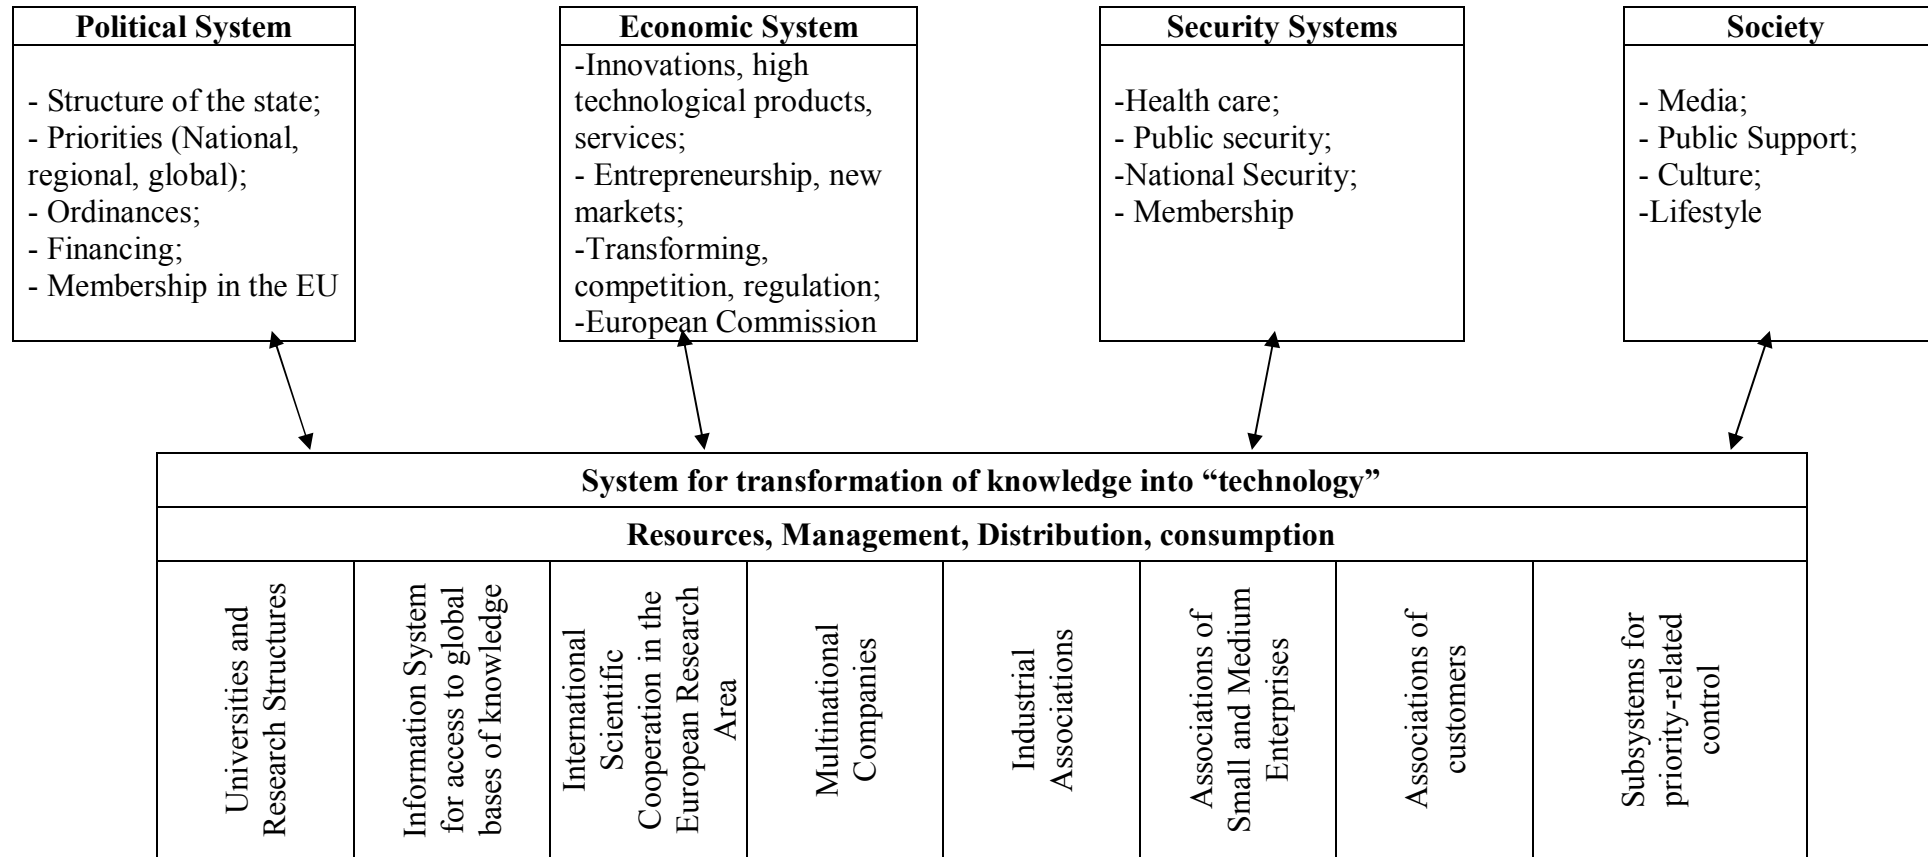 Political System
- Structure of the state;
- Priorities (National,
regional, global);
- Ordinances;
- Financing;
- Membership in the EU
Economic System
-Innovations, high
technological products,
services;
- Entrepreneurship, new
markets;
-Transforming,
competition, regulation;
-European Commission
Security Systems
-Health care;
- Public security;
-National Security;
- Membership
Society
- Media;
- Public Support;
- Culture;
-Lifestyle
System for transformation of knowledge into “technology”
Resources, Management, Distribution, consumption
Universities and
Research Structures
Information System
for access to global
bases of knowledge
International
Scientific
Cooperation in the
European Research
Area
Multinational
Companies
Industrial
Associations
Associations of
Small and Medium
Enterprises
Associations of
customers
Subsystems for
priority-related
control